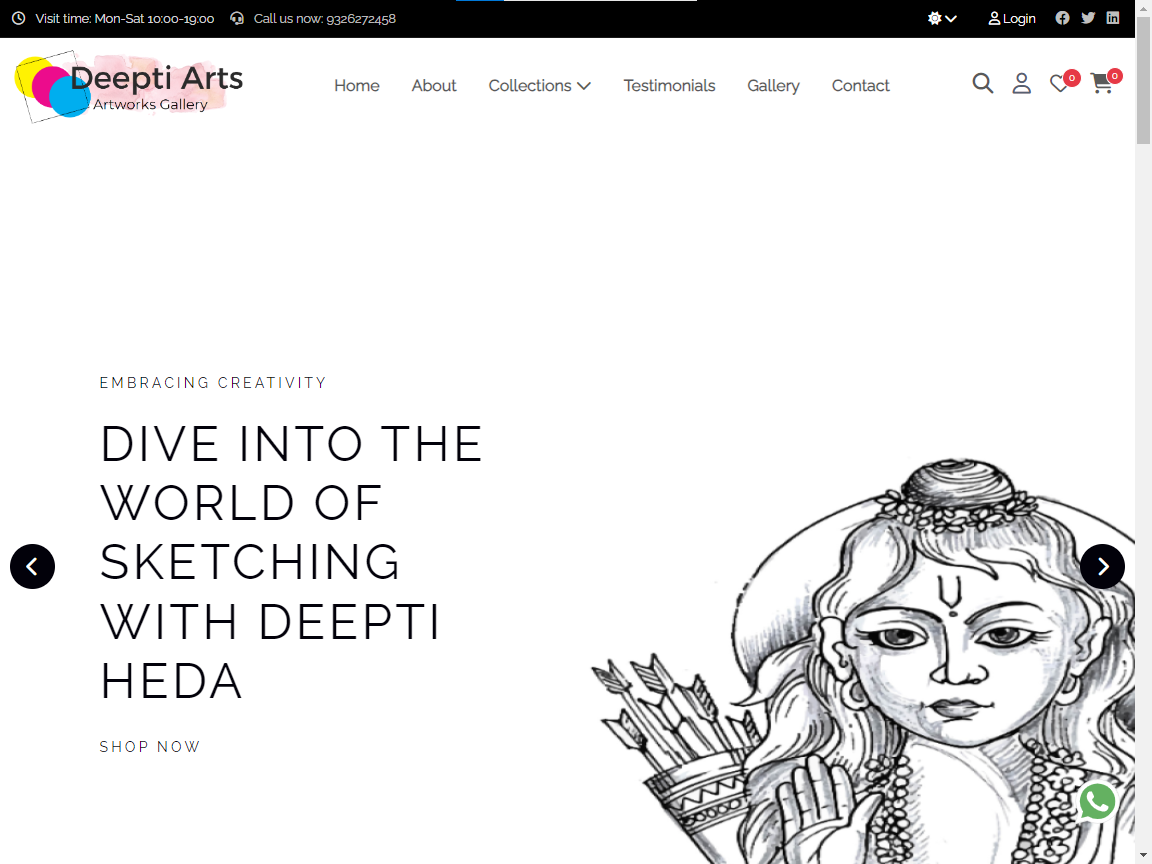 Visit time: Mon-Sat 10:00-19:00 Call us now: 9326272458 Login
Deepti Arts
Artworks Gallery
Home About Collections Testimonials Gallery Contact 0 0
EMBRACING CREATIVITY
DIVE INTO THE
WORLD OF
SKETCHING
WITH DEEPTI
HEDA
SHOP NOW